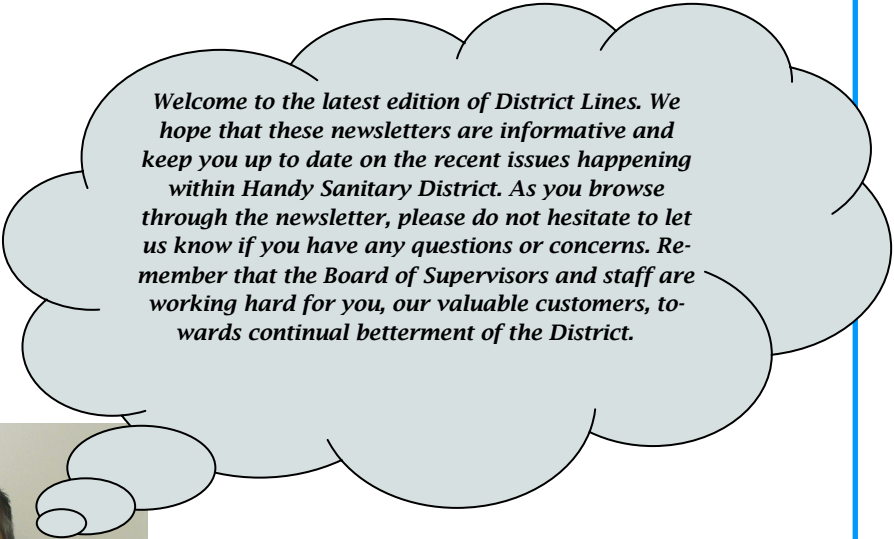 Welcome to the latest edition of District Lines. We
hope that these newsletters are informative and
keep you up to date on the recent issues happening
within Handy Sanitary District. As you browse
through the newsletter, please do not hesitate to let
us know if you have any questions or concerns. Re-
member that the Board of Supervisors and staff are
working hard for you, our valuable customers, to-
wards continual betterment of the District.